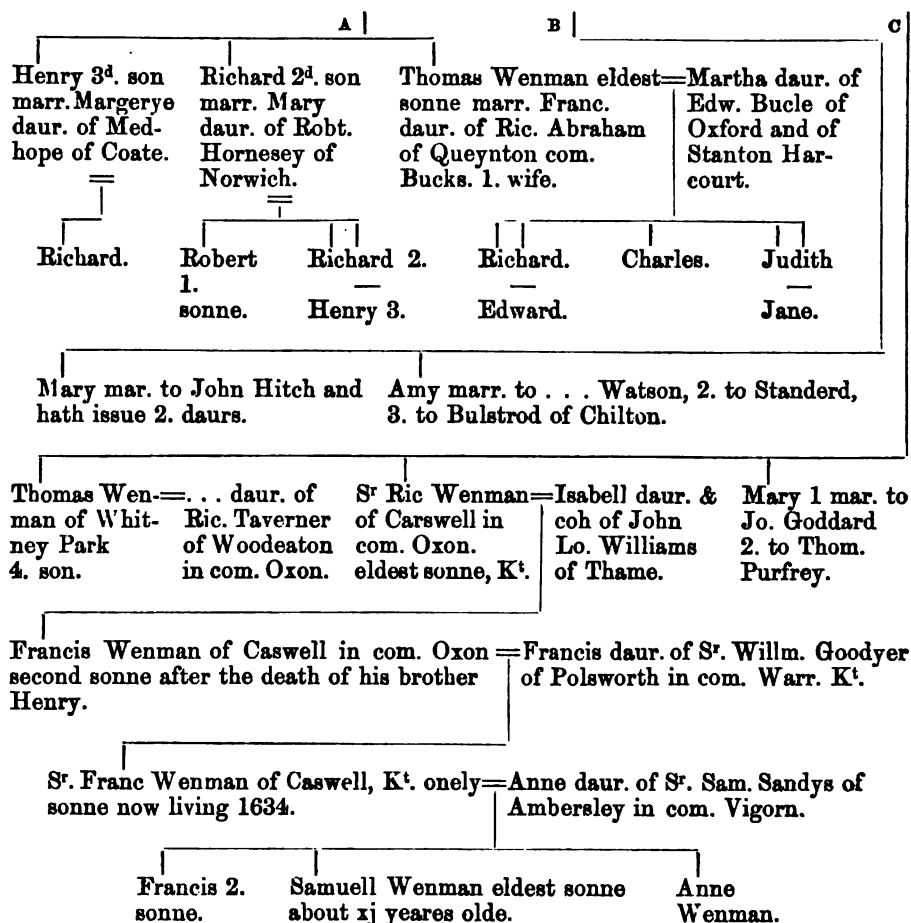 A B C
Henry 3ᵈ. son
marr. Margerye
daur. of Med-
hope of Coate.
Richard 2ᵈ. son
marr. Mary
daur. of Robt.
Hornesey of
Norwich.
Thomas Wenman eldest=
sonne marr. Franc.
daur. of Ric. Abraham
of Queynton com.
Bucks. 1. wife.
Martha daur. of
Edw. Bucle of
Oxford and of
Stanton Har-
court.
Richard.
Robert
1.
sonne.
Richard 2.
—
Henry 3.
Richard.
—
Edward.
Charles.
Judith
—
Jane.
Mary mar. to John Hitch and
hath issue 2. daurs.
Amy marr. to . . . Watson, 2. to Standerd,
3. to Bulstrod of Chilton.
Thomas Wen-=
man of Whit-
ney Park
4. son.
. . . daur. of
Ric. Taverner
of Woodeaton
in com. Oxon.
Sʳ Ric Wenman=
of Carswell in
com. Oxon.
eldest sonne, Kᵗ.
Isabell daur. &
coh of John
Lo. Williams
of Thame.
Mary 1 mar. to
Jo. Goddard
2. to Thom.
Purfrey.
Francis Wenman of Caswell in com. Oxon =
second sonne after the death of his brother
Henry.
Francis daur. of Sʳ. Willm. Goodyer
of Polsworth in com. Warr. Kᵗ.
Sʳ. Franc Wenman of Caswell, Kᵗ. onely=
sonne now living 1634.
Anne daur. of Sʳ. Sam. Sandys of
Ambersley in com. Vigorn.
Francis 2.
sonne.
Samuell Wenman eldest sonne
about xj yeares olde.
Anne
Wenman.